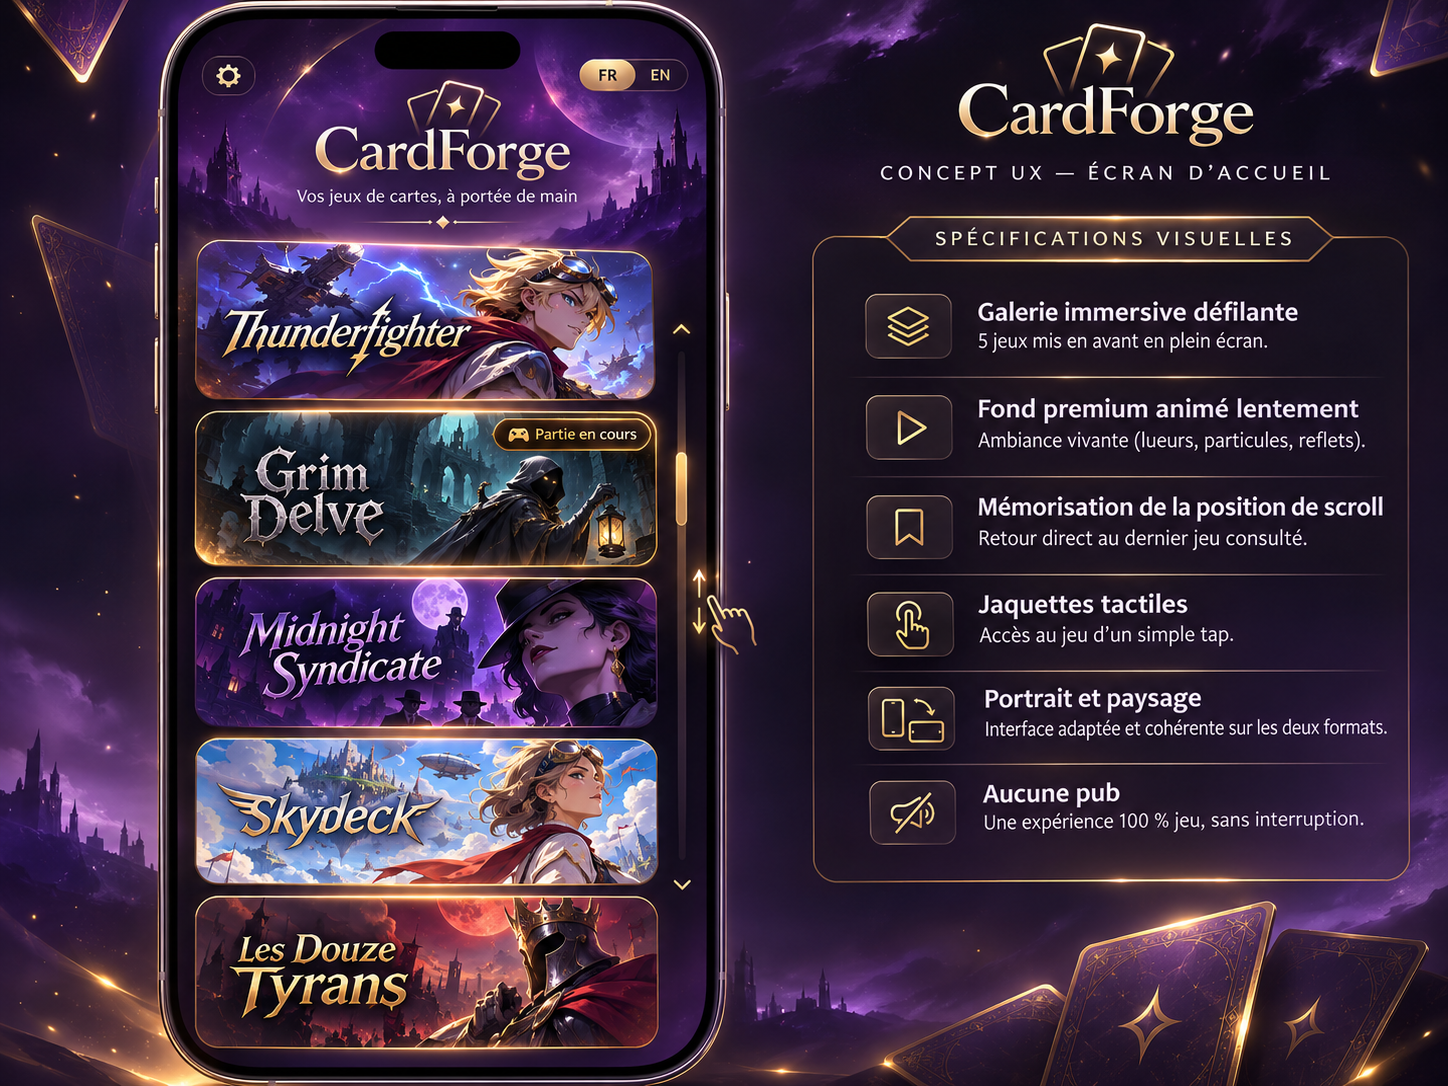 FR EN
CardForge
Vos jeux de cartes, à portée de main
Thunderfighter
Partie en cours
Grim
Delve
Midnight
Syndicate
Skydeck
Les Douze
Tyrans
CardForge
CONCEPT UX — ÉCRAN D'ACCUEIL
SPÉCIFICATIONS VISUELLES
Galerie immersive défilante
5 jeux mis en avant en plein écran.
Fond premium animé lentement
Ambiance vivante (lueurs, particules, reflets).
Mémorisation de la position de scroll
Retour direct au dernier jeu consulté.
Jaquettes tactiles
Accès au jeu d'un simple tap.
Portrait et paysage
Interface adaptée et cohérente sur les deux formats.
Aucune pub
Une expérience 100 % jeu, sans interruption.